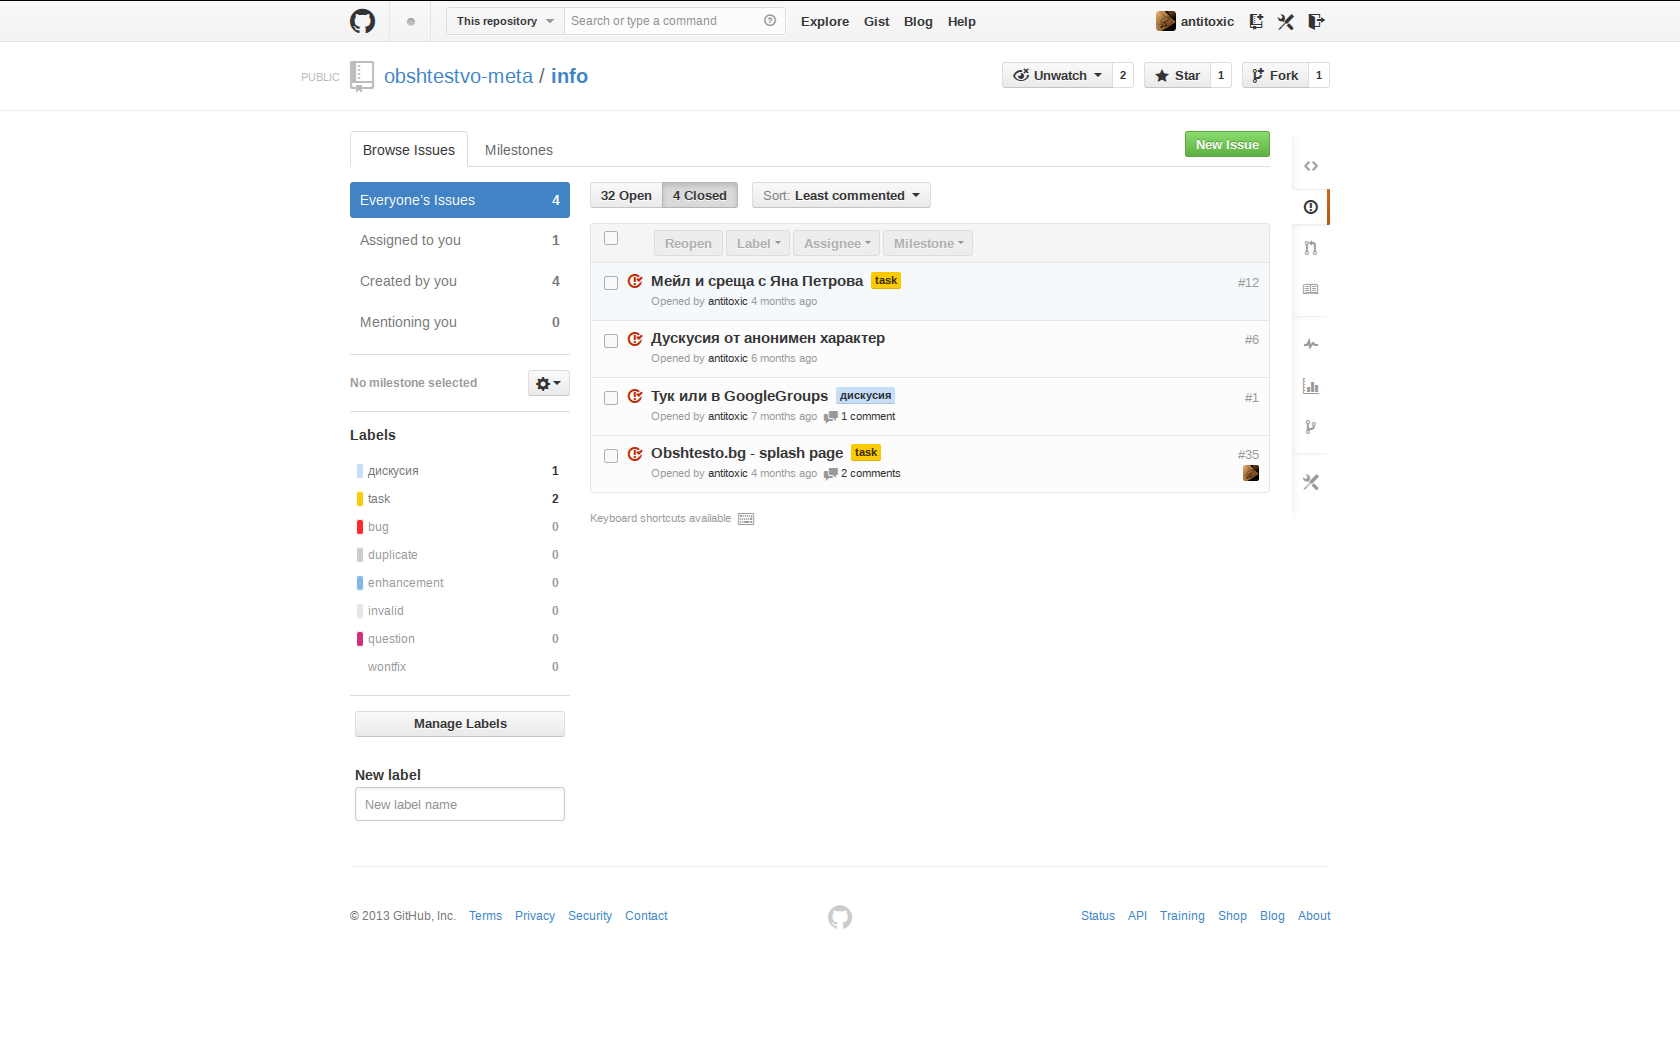 This repository Search or type a command Explore Gist Blog Help antitoxic
PUBLIC obshtestvo-meta / info Unwatch 2 Star 1 Fork 1
Browse Issues Milestones New Issue
Everyone's Issues 4
Assigned to you 1
Created by you 4
Mentioning you 0
No milestone selected
Labels
дискусия 1
task 2
bug 0
duplicate 0
enhancement 0
invalid 0
question 0
wontfix 0
Manage Labels
New label
New label name
32 Open 4 Closed Sort: Least commented
Reopen Label Assignee Milestone
Мейл и среща с Яна Петрова task #12
Opened by antitoxic 4 months ago
Дускусия от анонимен характер #6
Opened by antitoxic 6 months ago
Тук или в GoogleGroups дискусия #1
Opened by antitoxic 7 months ago 1 comment
Obshtesto.bg - splash page task #35
Opened by antitoxic 4 months ago 2 comments
Keyboard shortcuts available
© 2013 GitHub, Inc. Terms Privacy Security Contact Status API Training Shop Blog About